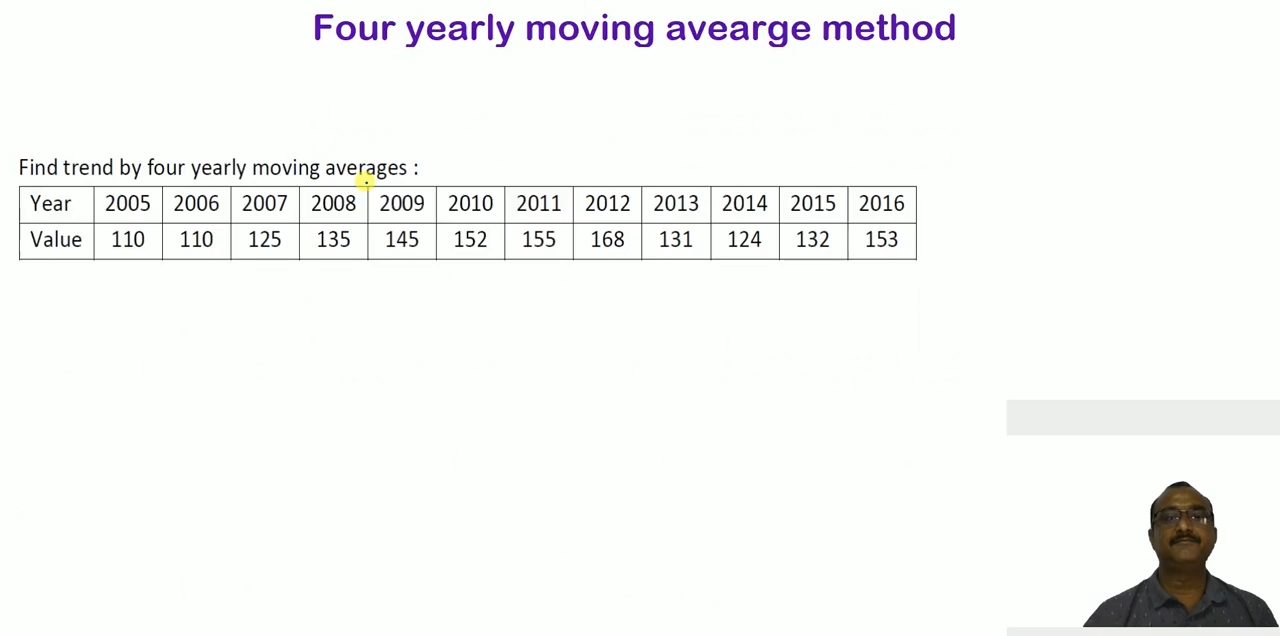 Four yearly moving avearge method
Find trend by four yearly moving averages :
Year 2005 2006 2007 2008 2009 2010 2011 2012 2013 2014 2015 2016
Value 110 110 125 135 145 152 155 168 131 124 132 153